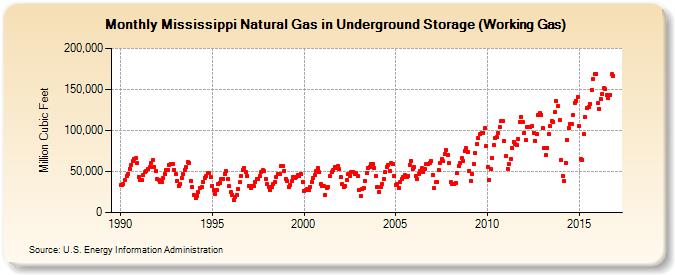 Monthly Mississippi Natural Gas in Underground Storage (Working Gas)
Million Cubic Feet
200,000
150,000
100,000
50,000
0
1990 1995 2000 2005 2010 2015
Source: U.S. Energy Information Administration